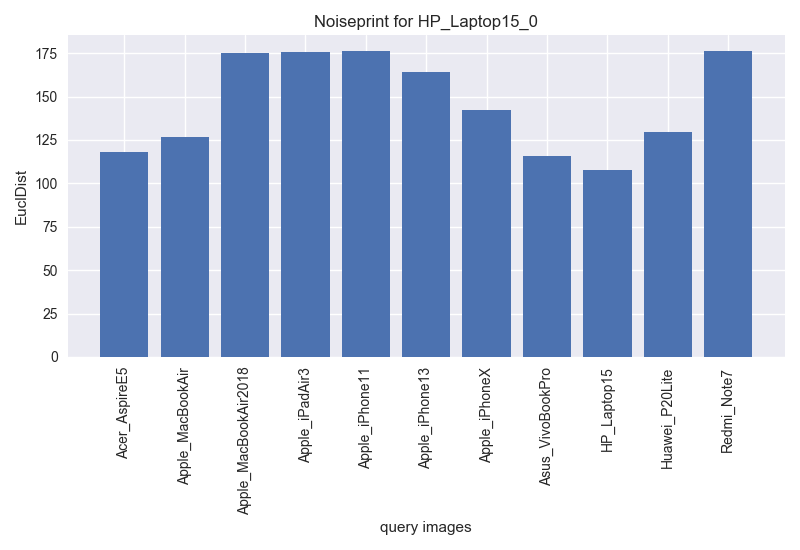 Noiseprint for HP_Laptop15_0
175
150
125
100
75
50
25
0
EuclDist
Acer_AspireE5
Apple_MacBookAir
Apple_MacBookAir2018
Apple_iPadAir3
Apple_iPhone11
Apple_iPhone13
Apple_iPhoneX
Asus_VivoBookPro
HP_Laptop15
Huawei_P20Lite
Redmi_Note7
query images